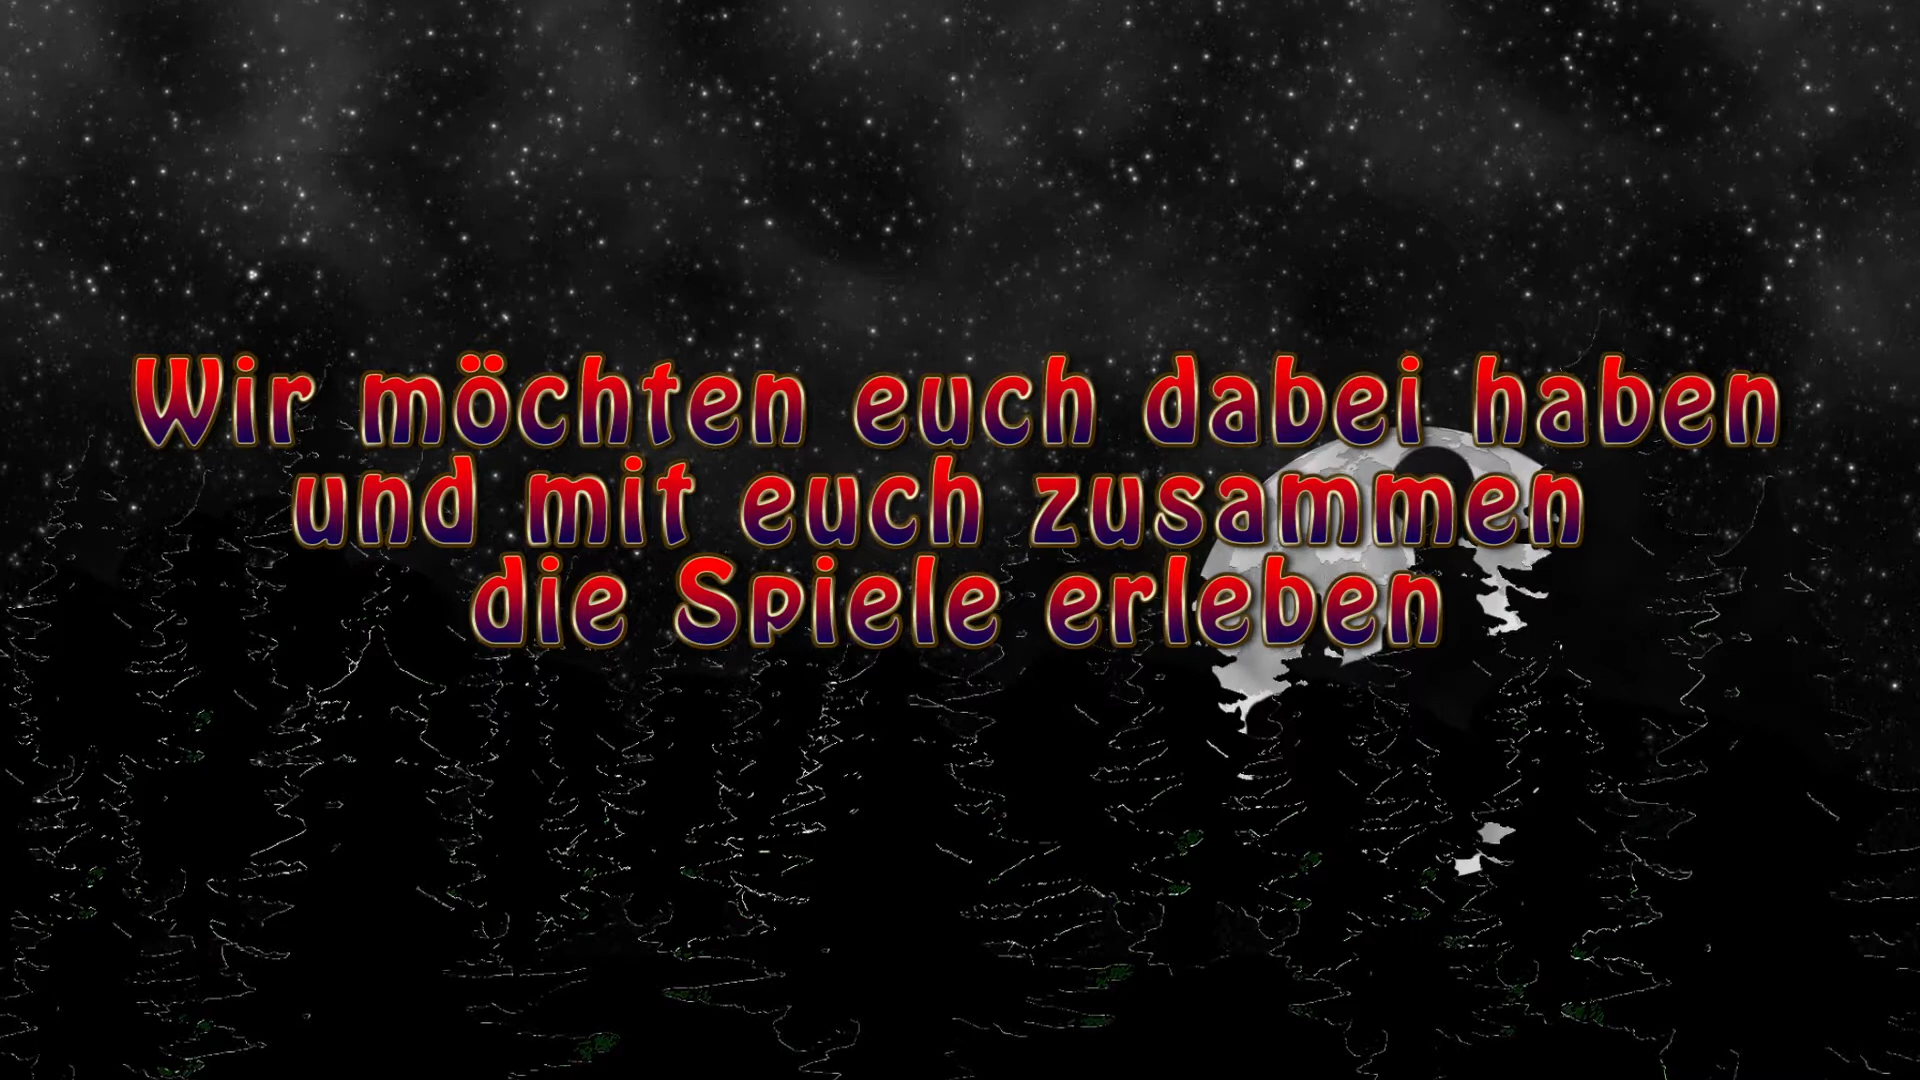 Wir möchten euch dabei haben
und mit euch zusammen
die Spiele erleben